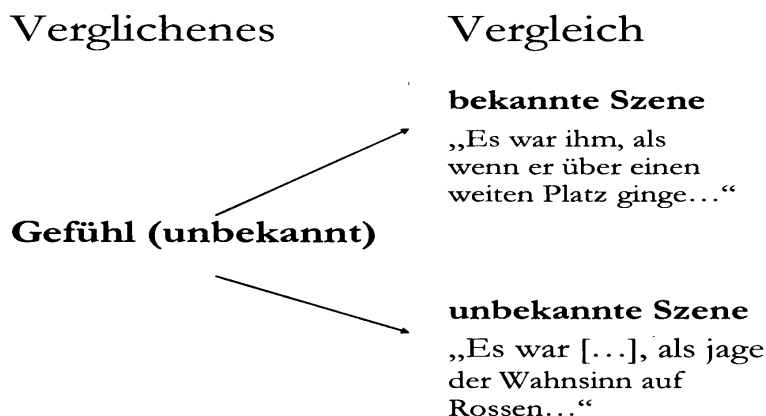 Verglichenes
Vergleich
bekannte Szene
„Es war ihm, als
wenn er über einen
weiten Platz ginge…“
Gefühl (unbekannt)
unbekannte Szene
„Es war […], als jage
der Wahnsinn auf
Rossen…“